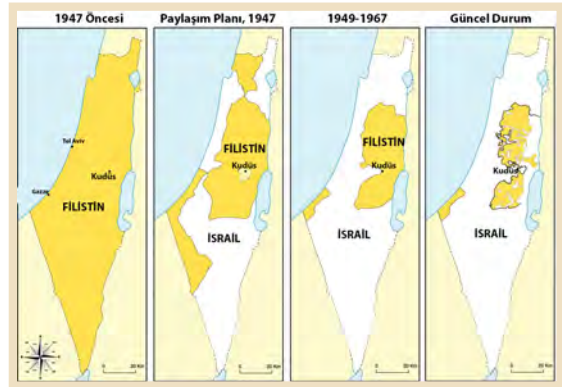 1947 Öncesi
Paylaşım Planı, 1947
1949-1967
Güncel Durum
Tel Aviv
Kudüs
Gazze
FİLİSTİN
FİLİSTİN
Kudüs
İSRAİL
FİLİSTİN
Kudüs
İSRAİL
Kudüs